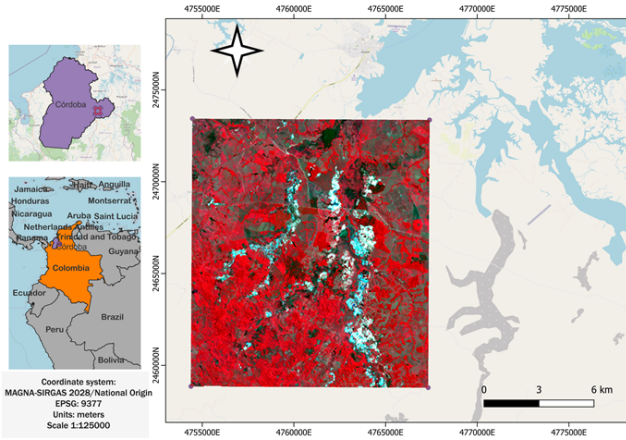 4755000E 4760000E 4765000E 4770000E 4775000E
2475000N
2470000N
2465000N
2460000N
Córdoba
Jamaica Haiti Anguilla
Honduras Montserrat
Nicaragua Aruba Saint Lucia
Netherlands Antilles
Panama Trinidad and Tobago
Córdoba
Guyana
Colombia
Ecuador
Brazil
Peru
Bolivia
Coordinate system:
MAGNA-SIRGAS 2028/National Origin
EPSG: 9377
Units: meters
Scale 1:125000
0 3 6 km
4755000E 4760000E 4765000E 4770000E 4775000E